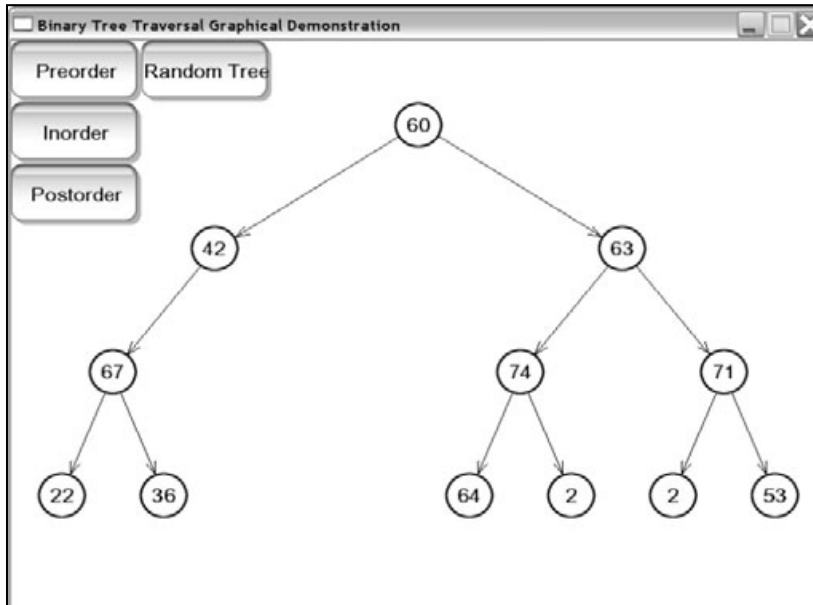 Binary Tree Traversal Graphical Demonstration
Preorder Random Tree
Inorder
Postorder
60
42 63
67 74 71
22 36 64 2 2 53